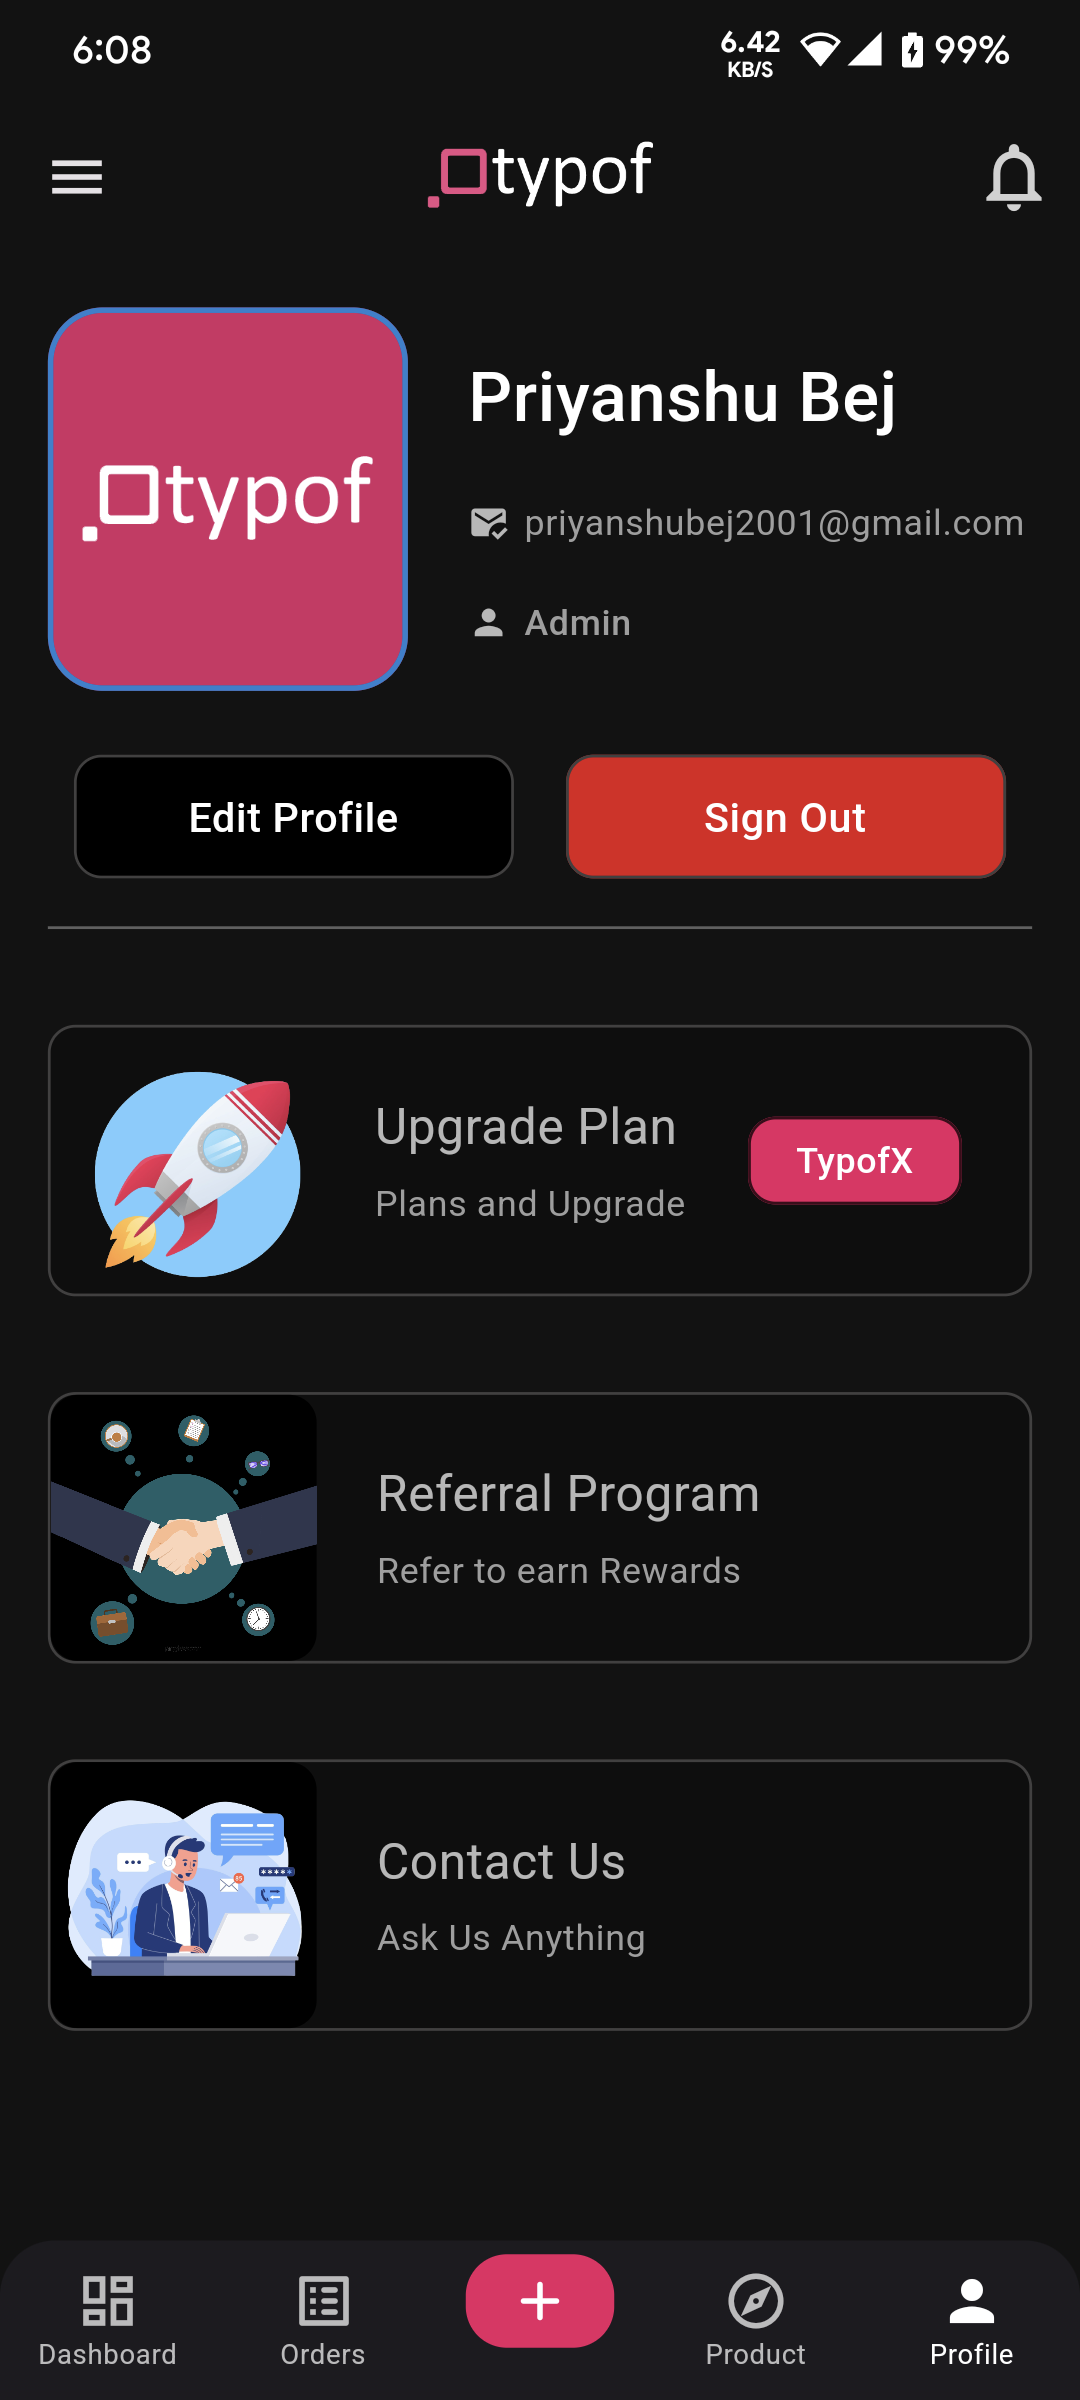 6:08
6.42
KB/S
99%
typof
typof
Priyanshu Bej
priyanshubej2001@gmail.com
Admin
Edit Profile
Sign Out
Upgrade Plan
Plans and Upgrade
TypofX
Referral Program
Refer to earn Rewards
Contact Us
Ask Us Anything
Dashboard
Orders
Product
Profile